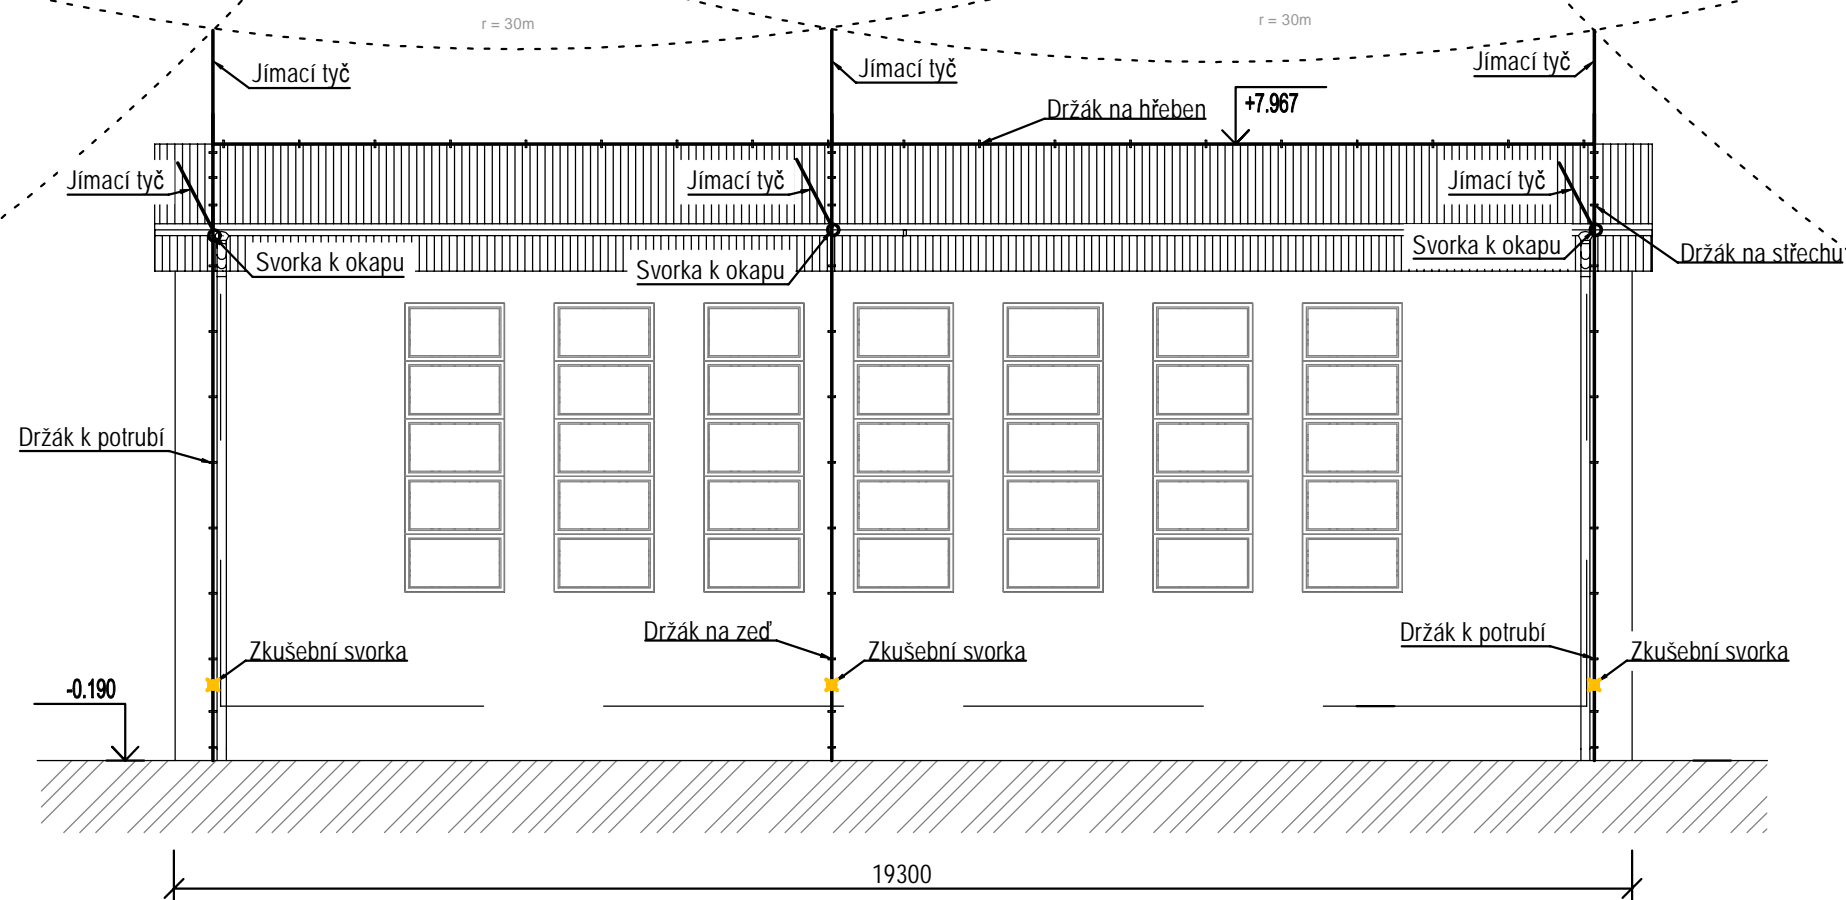 r = 30m
r = 30m
Jímací tyč
Jímací tyč
Jímací tyč
Držák na hřeben
+7.967
Jímací tyč
Jímací tyč
Jímací tyč
Svorka k okapu
Svorka k okapu
Svorka k okapu
Držák na střechu
Držák k potrubí
Držák na zeď
Držák k potrubí
Zkušební svorka
Zkušební svorka
Zkušební svorka
-0.190
19300